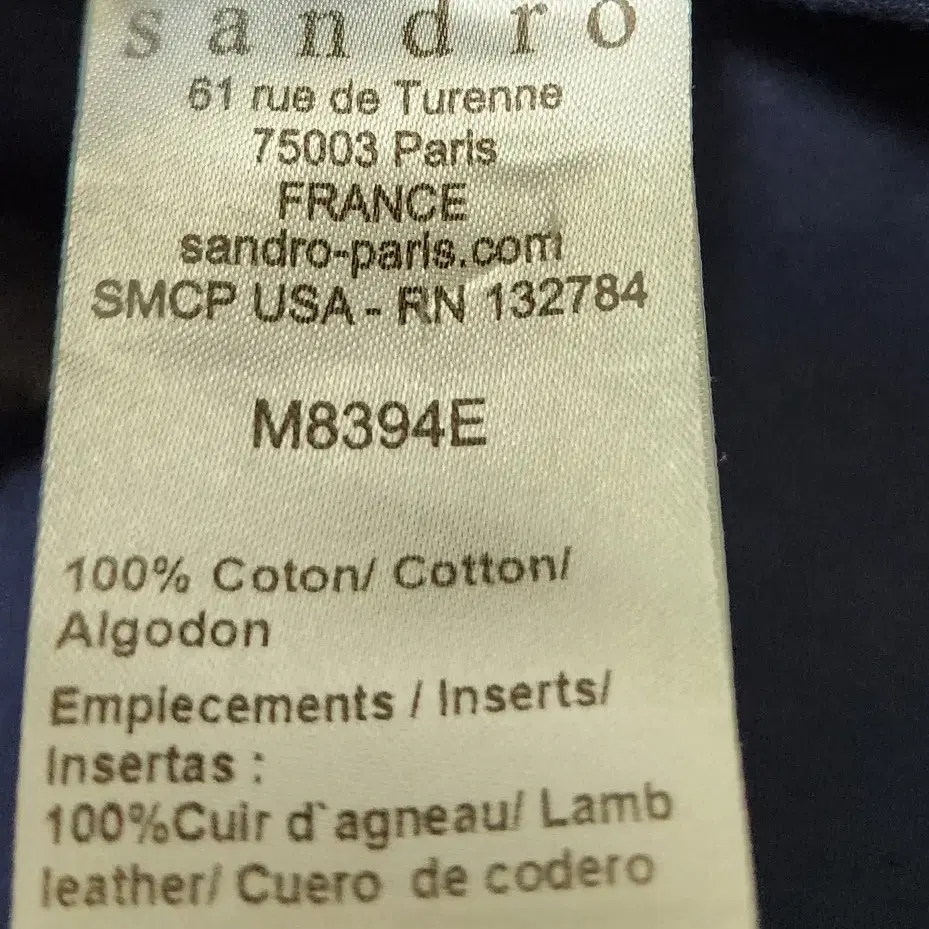 sandro
61 rue de Turenne
75003 Paris
FRANCE
sandro-paris.com
SMCP USA - RN 132784
M8394E
100% Coton/ Cotton/
Algodon
Empiecements / Inserts/
Insertas :
100%Cuir d`agneau/ Lamb
leather/ Cuero de codero